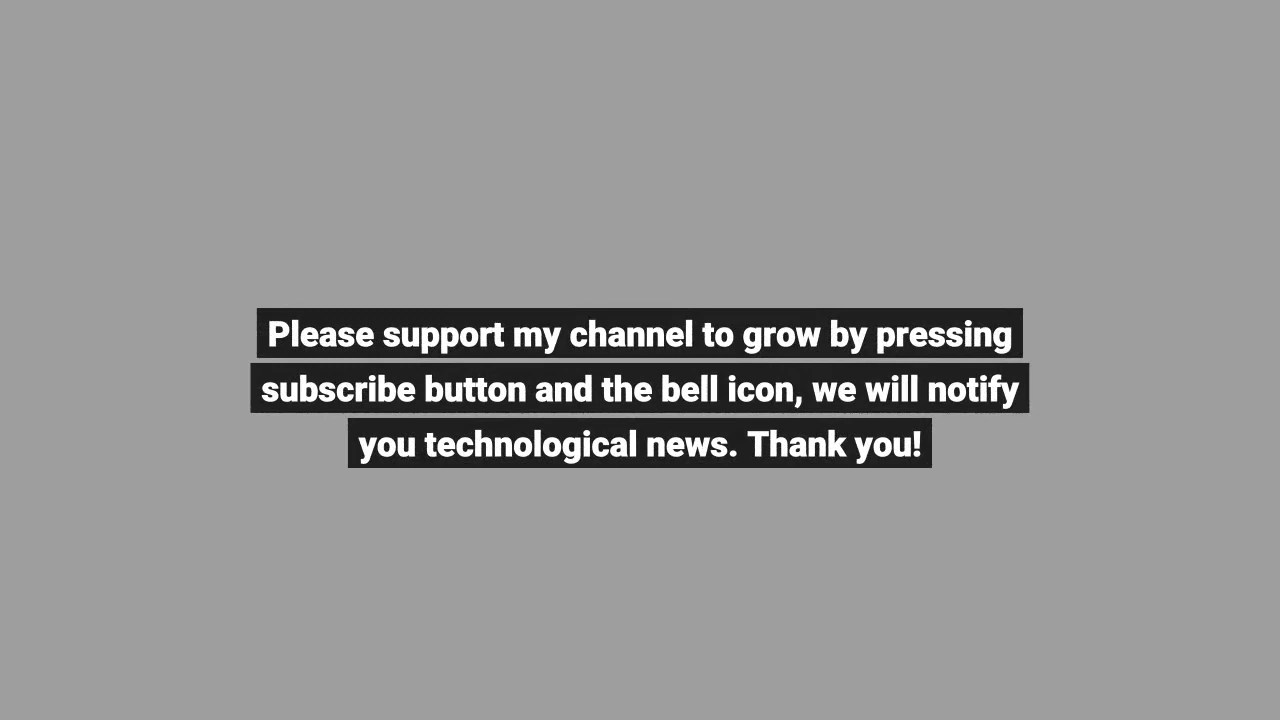 Please support my channel to grow by pressing
subscribe button and the bell icon, we will notify
you technological news. Thank you!